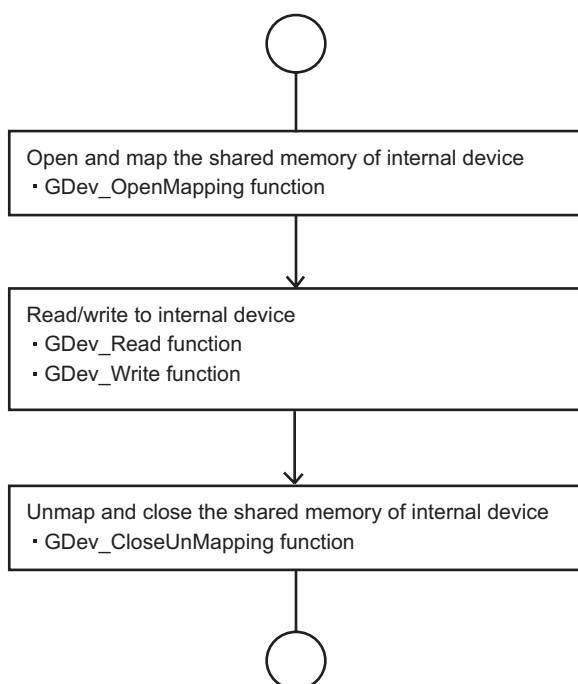 Open and map the shared memory of internal device
・GDev_OpenMapping function
Read/write to internal device
・GDev_Read function
・GDev_Write function
Unmap and close the shared memory of internal device
・GDev_CloseUnMapping function